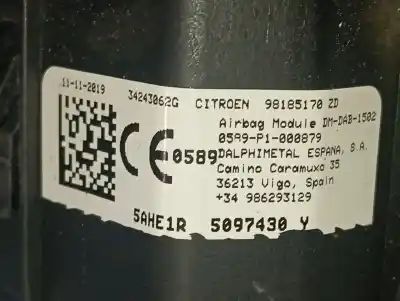 11-11-2019 34243062G CITROEN 98185170 ZD
Airbag Module DM-DAB-1502
0589-P1-000879
CE 0589 DALPHIMETAL ESPANA, S.A.
Camino Caramuxo 35
36213 Vigo, Spain
+34 986293129
5AHE1R 5097430 Y